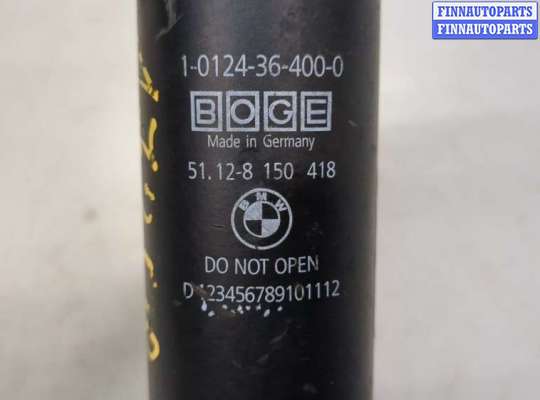 FINNAUTOPARTS
FINNAUTOPARTS
1-0124-36-400-0
BOGE
Made in Germany
51.12-8 150 418
BMW
DO NOT OPEN
D123456789101112